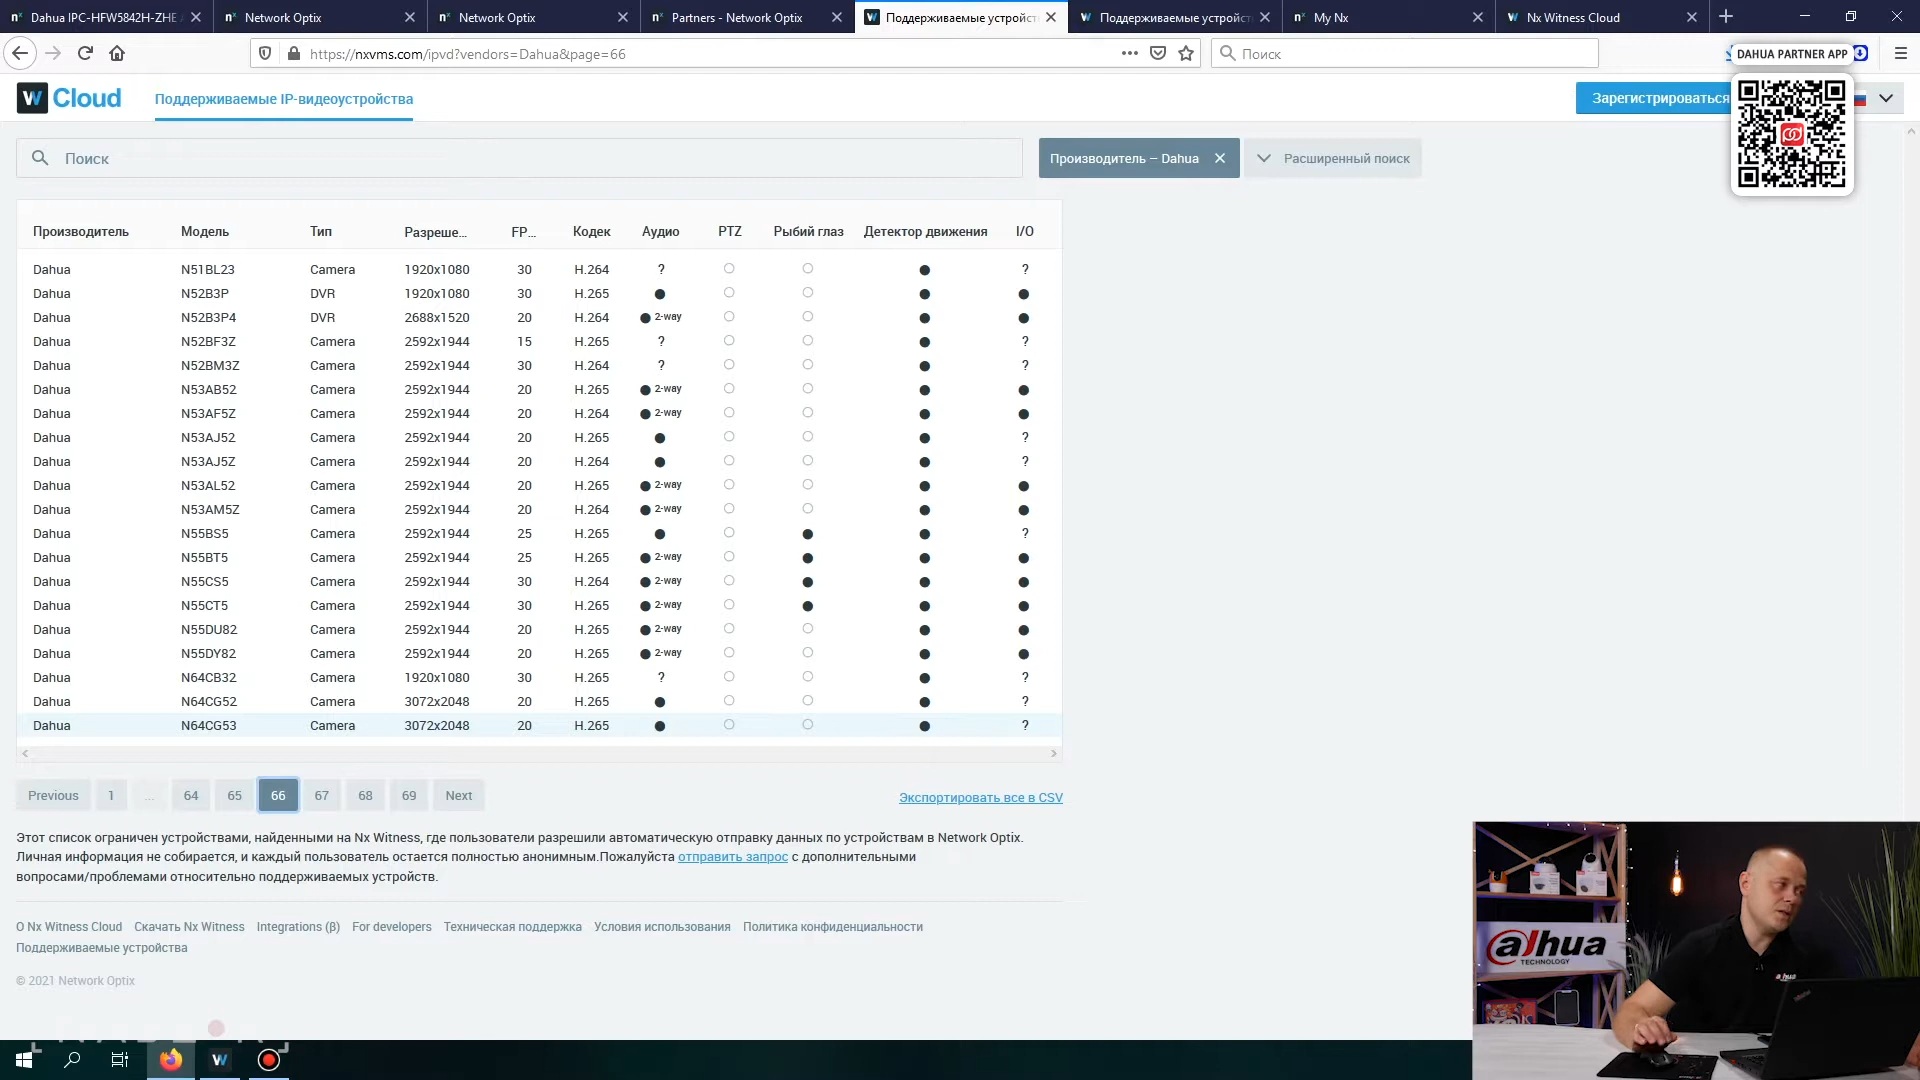 Dahua IPC-HFW5842H-ZHE
Network Optix
Network Optix
Partners - Network Optix
Поддерживаемые устройст
Поддерживаемые устройст
My Nx
Nx Witness Cloud
https://nxvms.com/ipvd?vendors=Dahua&page=66
Поиск
DAHUA PARTNER APP
W Cloud
Поддерживаемые IP-видеоустройства
Зарегистрироваться
Поиск
Производитель – Dahua
Расширенный поиск
Производитель Модель Тип Разреше... FP... Кодек Аудио PTZ Рыбий глаз Детектор движения I/O
Dahua N51BL23 Camera 1920x1080 30 H.264 ? ?
Dahua N52B3P DVR 1920x1080 30 H.265
Dahua N52B3P4 DVR 2688x1520 20 H.264 2-way
Dahua N52BF3Z Camera 2592x1944 15 H.265 ? ?
Dahua N52BM3Z Camera 2592x1944 30 H.264 ? ?
Dahua N53AB52 Camera 2592x1944 20 H.265 2-way
Dahua N53AF5Z Camera 2592x1944 20 H.264 2-way
Dahua N53AJ52 Camera 2592x1944 20 H.265 ?
Dahua N53AJ5Z Camera 2592x1944 20 H.264 ?
Dahua N53AL52 Camera 2592x1944 20 H.265 2-way
Dahua N53AM5Z Camera 2592x1944 20 H.264 2-way
Dahua N55BS5 Camera 2592x1944 25 H.265 ?
Dahua N55BT5 Camera 2592x1944 25 H.265 2-way
Dahua N55CS5 Camera 2592x1944 30 H.264 2-way
Dahua N55CT5 Camera 2592x1944 30 H.265 2-way
Dahua N55DU82 Camera 2592x1944 20 H.265 2-way
Dahua N55DY82 Camera 2592x1944 20 H.265 2-way
Dahua N64CB32 Camera 1920x1080 30 H.265 ? ?
Dahua N64CG52 Camera 3072x2048 20 H.265 ?
Dahua N64CG53 Camera 3072x2048 20 H.265 ?
Previous 1 ... 64 65 66 67 68 69 Next
Экспортировать все в CSV
Этот список ограничен устройствами, найденными на Nx Witness, где пользователи разрешили автоматическую отправку данных по устройствам в Network Optix.
Личная информация не собирается, и каждый пользователь остается полностью анонимным.Пожалуйста отправить запрос с дополнительными
вопросами/проблемами относительно поддерживаемых устройств.
О Nx Witness Cloud Скачать Nx Witness Integrations (β) For developers Техническая поддержка Условия использования Политика конфиденциальности
Поддерживаемые устройства
© 2021 Network Optix
alhua
TECHNOLOGY